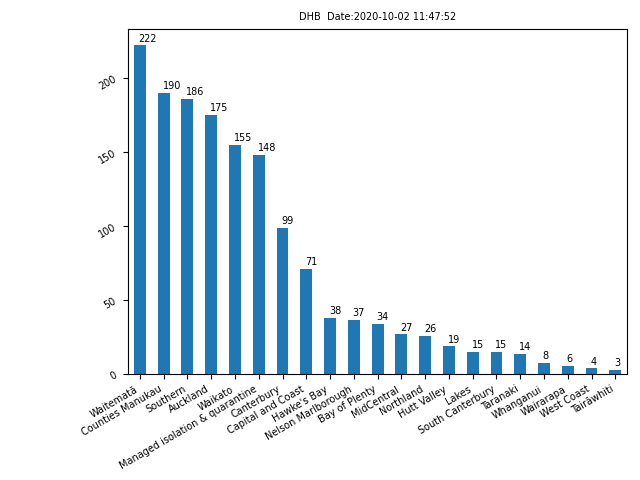 DHB  Date:2020-10-02 11:47:52
222
190
186
175
155
148
99
71
38
37
34
27
26
19
15
15
14
8
6
4
3
200
150
100
50
0
Waitematā
Counties Manukau
Southern
Auckland
Waikato
Managed isolation & quarantine
Canterbury
Capital and Coast
Hawke's Bay
Nelson Marlborough
Bay of Plenty
MidCentral
Northland
Hutt Valley
Lakes
South Canterbury
Taranaki
Whanganui
Wairarapa
West Coast
Tairāwhiti